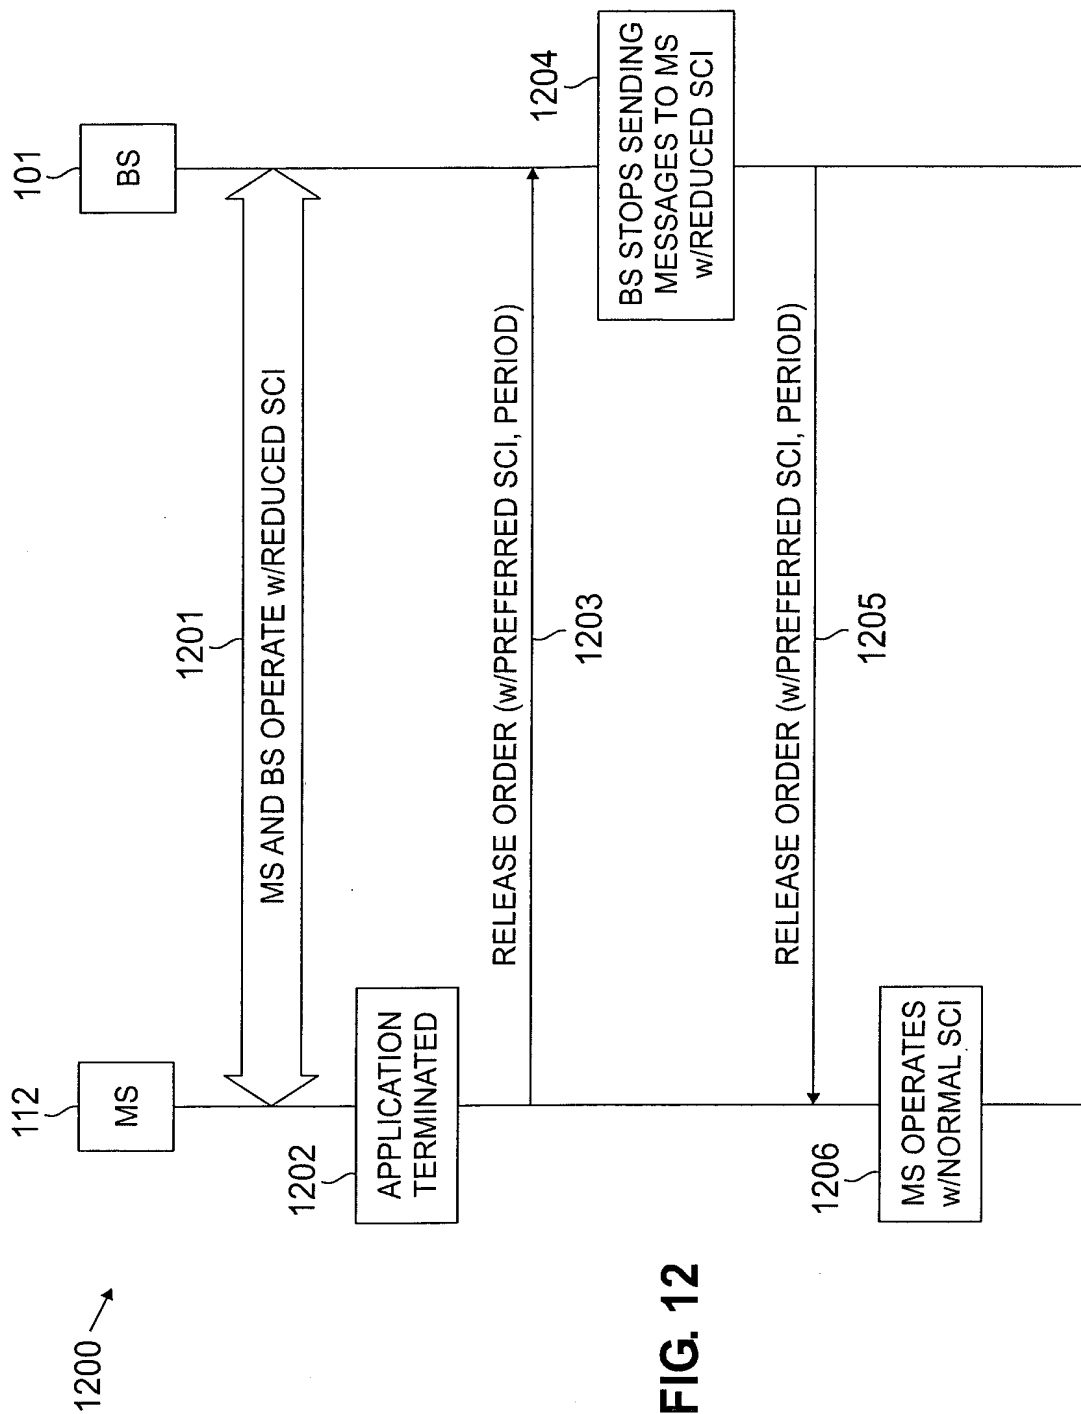 1200
112
MS
101
BS
1201
MS AND BS OPERATE w/REDUCED SCI
1202
APPLICATION
TERMINATED
RELEASE ORDER (w/PREFERRED SCI, PERIOD)
1203
1204
BS STOPS SENDING
MESSAGES TO MS
w/REDUCED SCI
RELEASE ORDER (w/PREFERRED SCI, PERIOD)
1205
1206
MS OPERATES
w/NORMAL SCI
FIG. 12